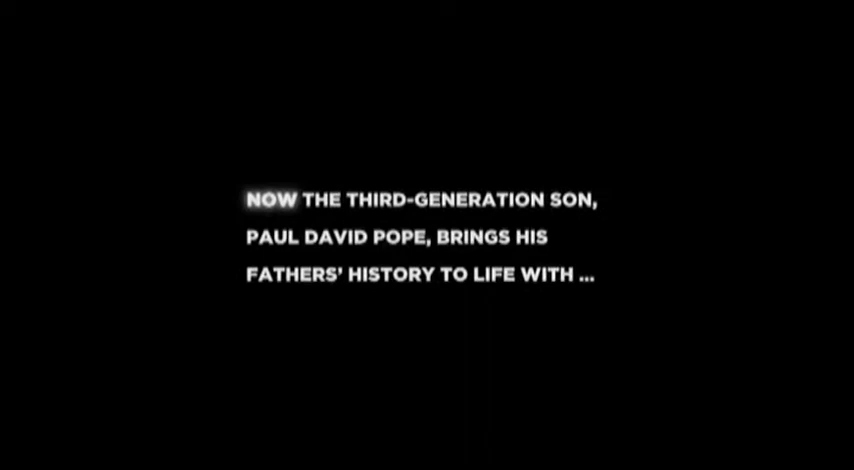 NOW THE THIRD-GENERATION SON,
PAUL DAVID POPE, BRINGS HIS
FATHERS' HISTORY TO LIFE WITH ...